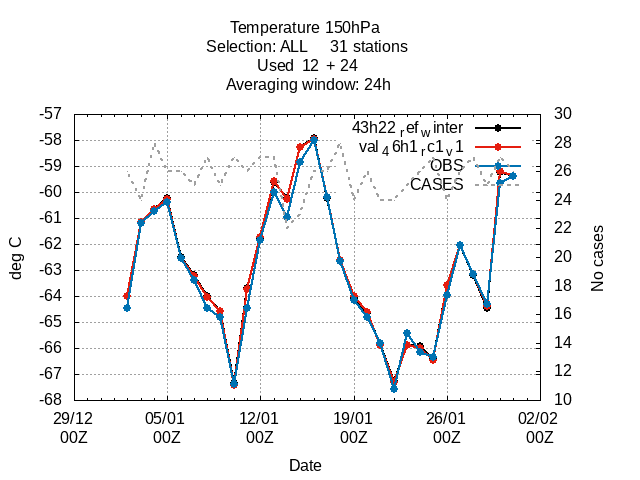 Temperature 150hPa
Selection: ALL 31 stations
Used 12 + 24
Averaging window: 24h
43h22 ref winter
val 46h1 rc1 v1
OBS
CASES
-57
-58
-59
-60
-61
-62
-63
-64
-65
-66
-67
-68
deg C
30
28
26
24
22
20
18
16
14
12
10
No cases
29/12 05/01 12/01 19/01 26/01 02/02
00Z 00Z 00Z 00Z 00Z 00Z
Date